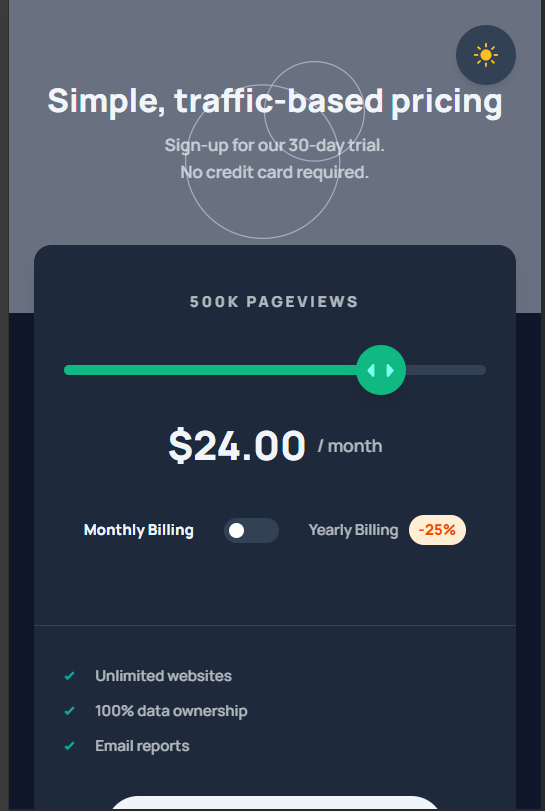 Simple, traffic-based pricing
Sign-up for our 30-day trial.
No credit card required.
500K PAGEVIEWS
$24.00 / month
Monthly Billing Yearly Billing -25%
Unlimited websites
100% data ownership
Email reports